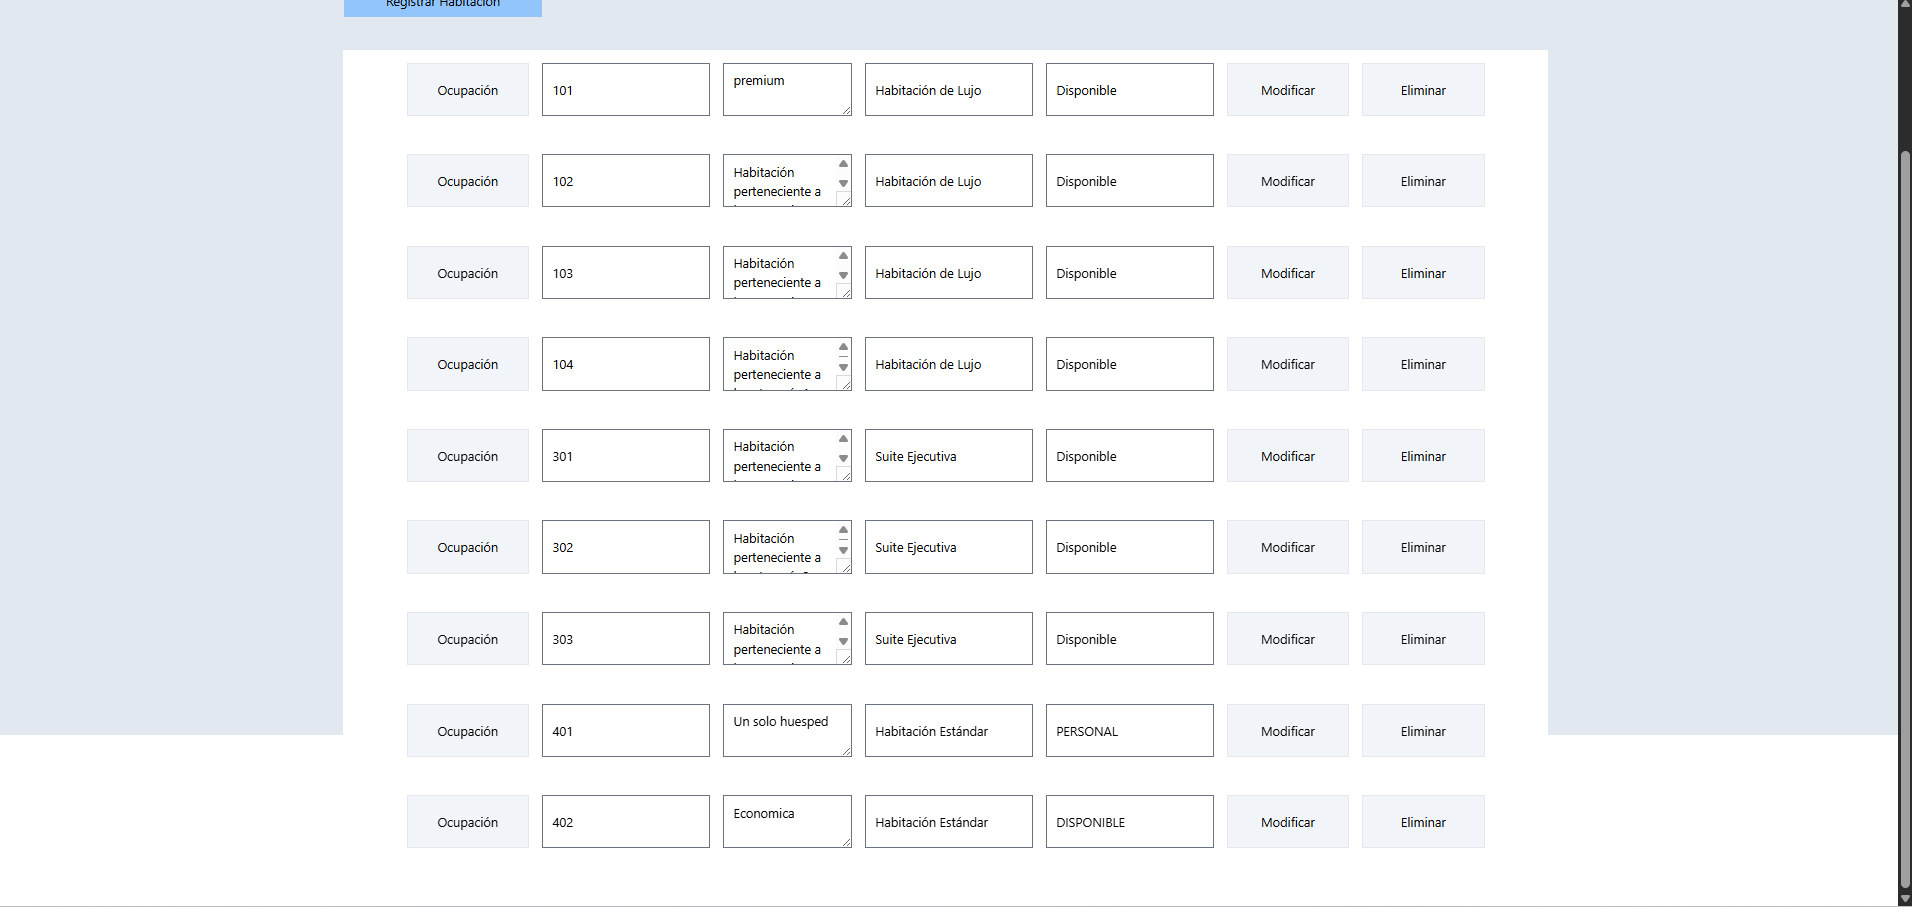 Registrar Habitación
Ocupación 101 premium Habitación de Lujo Disponible Modificar Eliminar
Ocupación 102 Habitación Habitación de Lujo Disponible Modificar Eliminar
perteneciente a
Ocupación 103 Habitación Habitación de Lujo Disponible Modificar Eliminar
perteneciente a
Ocupación 104 Habitación Habitación de Lujo Disponible Modificar Eliminar
perteneciente a
Ocupación 301 Habitación Suite Ejecutiva Disponible Modificar Eliminar
perteneciente a
Ocupación 302 Habitación Suite Ejecutiva Disponible Modificar Eliminar
perteneciente a
Ocupación 303 Habitación Suite Ejecutiva Disponible Modificar Eliminar
perteneciente a
Ocupación 401 Un solo huesped Habitación Estándar PERSONAL Modificar Eliminar
Ocupación 402 Economica Habitación Estándar DISPONIBLE Modificar Eliminar